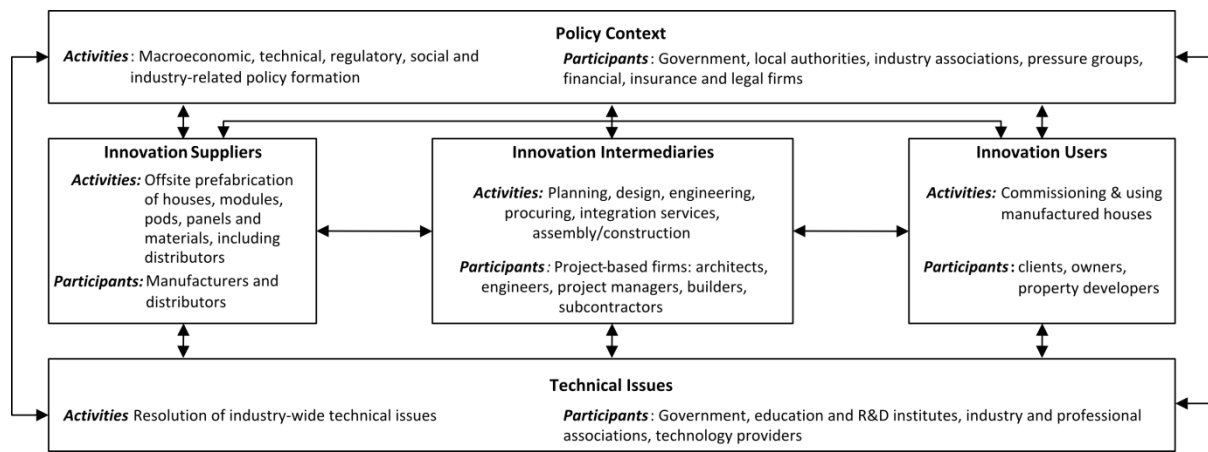 Policy Context
Activities : Macroeconomic, technical, regulatory, social and
industry-related policy formation
Participants : Government, local authorities, industry associations, pressure groups,
financial, insurance and legal firms
Innovation Suppliers
Activities: Offsite prefabrication
of houses, modules,
pods, panels and
materials, including
distributors
Participants: Manufacturers and
distributors
Innovation Intermediaries
Activities: Planning, design, engineering,
procuring, integration services,
assembly/construction
Participants : Project-based firms: architects,
engineers, project managers, builders,
subcontractors
Innovation Users
Activities: Commissioning & using
manufactured houses
Participants : clients, owners,
property developers
Technical Issues
Activities Resolution of industry-wide technical issues
Participants : Government, education and R&D institutes, industry and professional
associations, technology providers